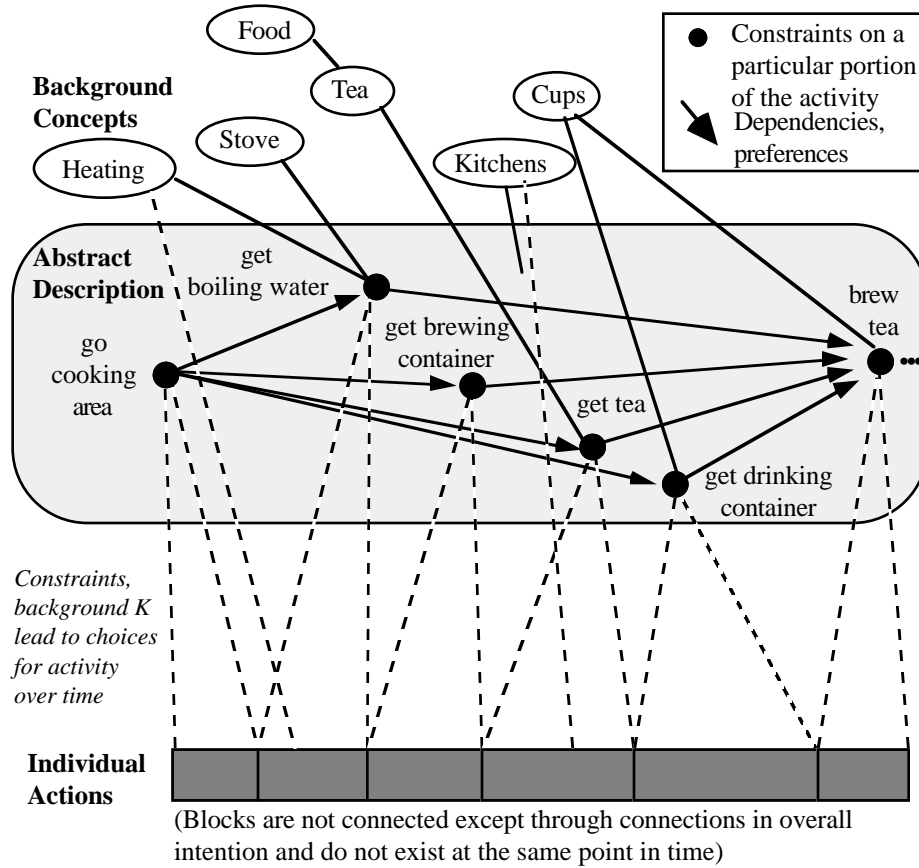 Food
Tea
Background
Concepts
Cups
Stove
Heating
Kitchens
Constraints on a
particular portion
of the activity
Dependencies,
preferences
Abstract
Description
get
boiling water
get brewing
container
brew
tea
go
cooking
area
get tea
get drinking
container
Constraints,
background K
lead to choices
for activity
over time
Individual
Actions
(Blocks are not connected except through connections in overall
intention and do not exist at the same point in time)